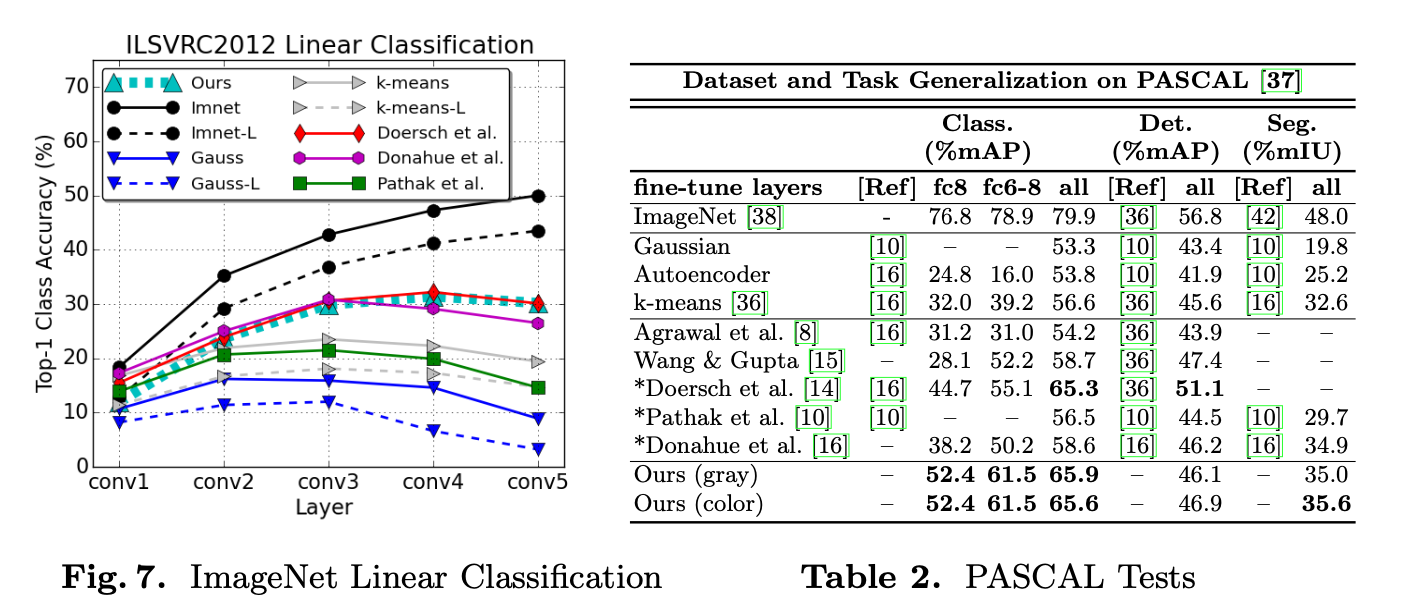 ILSVRC2012 Linear Classification
Top-1 Class Accuracy (%)
70
60
50
40
30
20
10
0
Ours
Imnet
Imnet-L
Gauss
Gauss-L
k-means
k-means-L
Doersch et al.
Donahue et al.
Pathak et al.
conv1 conv2 conv3 conv4 conv5
Layer
Fig. 7. ImageNet Linear Classification
Dataset and Task Generalization on PASCAL [37]
Class. Det. Seg.
(%mAP) (%mAP) (%mIU)
fine-tune layers [Ref] fc8 fc6-8 all [Ref] all [Ref] all
ImageNet [38] - 76.8 78.9 79.9 [36] 56.8 [42] 48.0
Gaussian [10] – – 53.3 [10] 43.4 [10] 19.8
Autoencoder [16] 24.8 16.0 53.8 [10] 41.9 [10] 25.2
k-means [36] [16] 32.0 39.2 56.6 [36] 45.6 [16] 32.6
Agrawal et al. [8] [16] 31.2 31.0 54.2 [36] 43.9 – –
Wang & Gupta [15] – 28.1 52.2 58.7 [36] 47.4 – –
*Doersch et al. [14] [16] 44.7 55.1 65.3 [36] 51.1 – –
*Pathak et al. [10] [10] – – 56.5 [10] 44.5 [10] 29.7
*Donahue et al. [16] – 38.2 50.2 58.6 [16] 46.2 [16] 34.9
Ours (gray) – 52.4 61.5 65.9 – 46.1 – 35.0
Ours (color) – 52.4 61.5 65.6 – 46.9 – 35.6
Table 2. PASCAL Tests